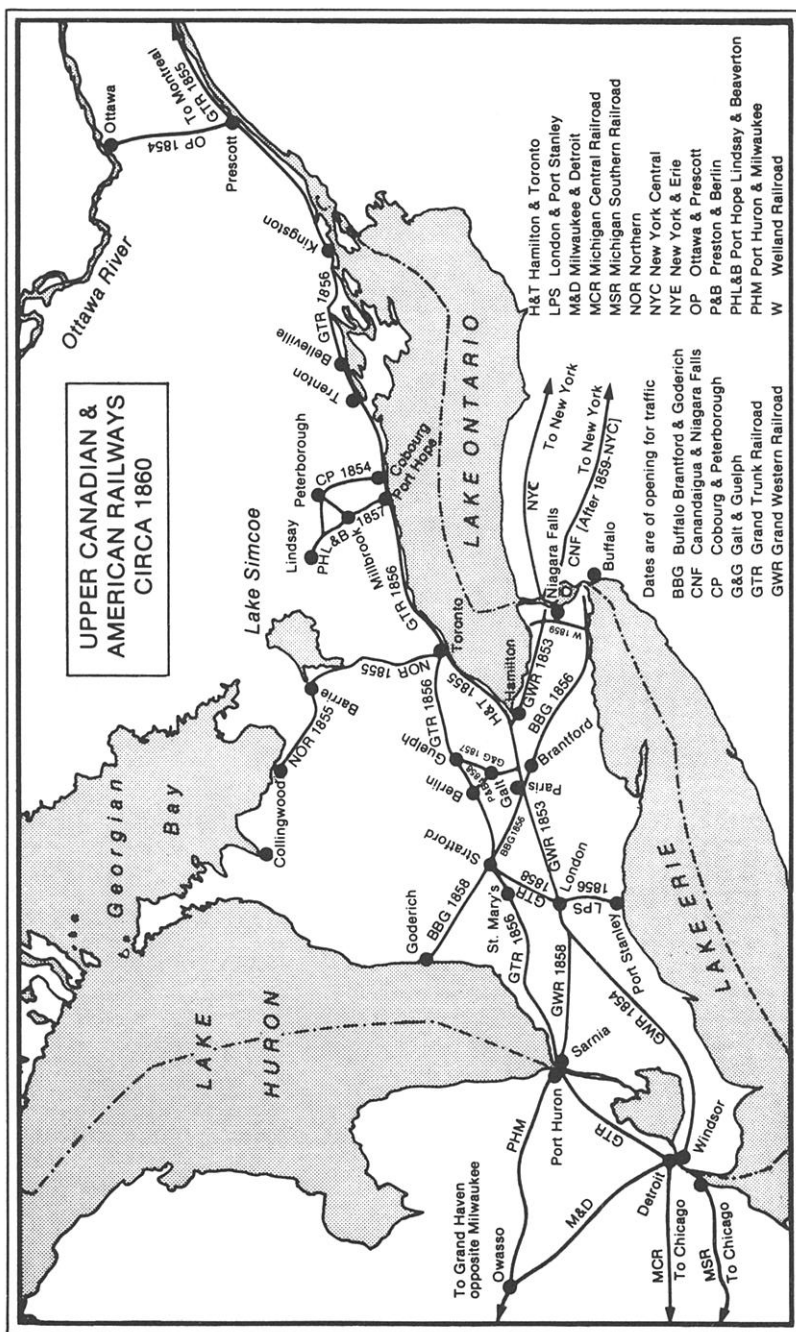 UPPER CANADIAN &
AMERICAN RAILWAYS
CIRCA 1860
Ottawa River
Ottawa
OP 1854
To Montreal
GTR 1855
Prescott
Kingston
GTR 1856
Belleville
Trenton
Lindsay
Peterborough
CP 1854
PHL&B 1857
Millbrook
Cobourg
Port Hope
GTR 1856
LAKE ONTARIO
Lake Simcoe
Georgian
Bay
Collingwood
NOR 1855
Barrie
NOR 1855
Toronto
GTR 1856
H&T 1855
Hamilton
Guelph
G&G 1857
Berlin
P&B 1858
Galt
Paris
Brantford
GWR 1853
BBG 1856
W 1859
Niagara Falls
Buffalo
NYC
To New York
To New York
CNF [After 1859-NYC]
LAKE
HURON
Goderich
BBG 1858
Stratford
BBG 1856
GWR 1853
St. Mary's
GTR 1856
GTR
1858
London
LPS
1856
Port Stanley
GWR 1858
GWR 1854
LAKE ERIE
Sarnia
Port Huron
PHM
GTR
M&D
Owasso
To Grand Haven
opposite Milwaukee
Detroit
Windsor
MCR
To Chicago
MSR
To Chicago
Dates are of opening for traffic
BBG Buffalo Brantford & Goderich
CNF Canandaigua & Niagara Falls
CP Cobourg & Peterborough
G&G Galt & Guelph
GTR Grand Trunk Railroad
GWR Grand Western Railroad
H&T Hamilton & Toronto
LPS London & Port Stanley
M&D Milwaukee & Detroit
MCR Michigan Central Railroad
MSR Michigan Southern Railroad
NOR Northern
NYC New York Central
NYE New York & Erie
OP Ottawa & Prescott
P&B Preston & Berlin
PHL&B Port Hope Lindsay & Beaverton
PHM Port Huron & Milwaukee
W Welland Railroad